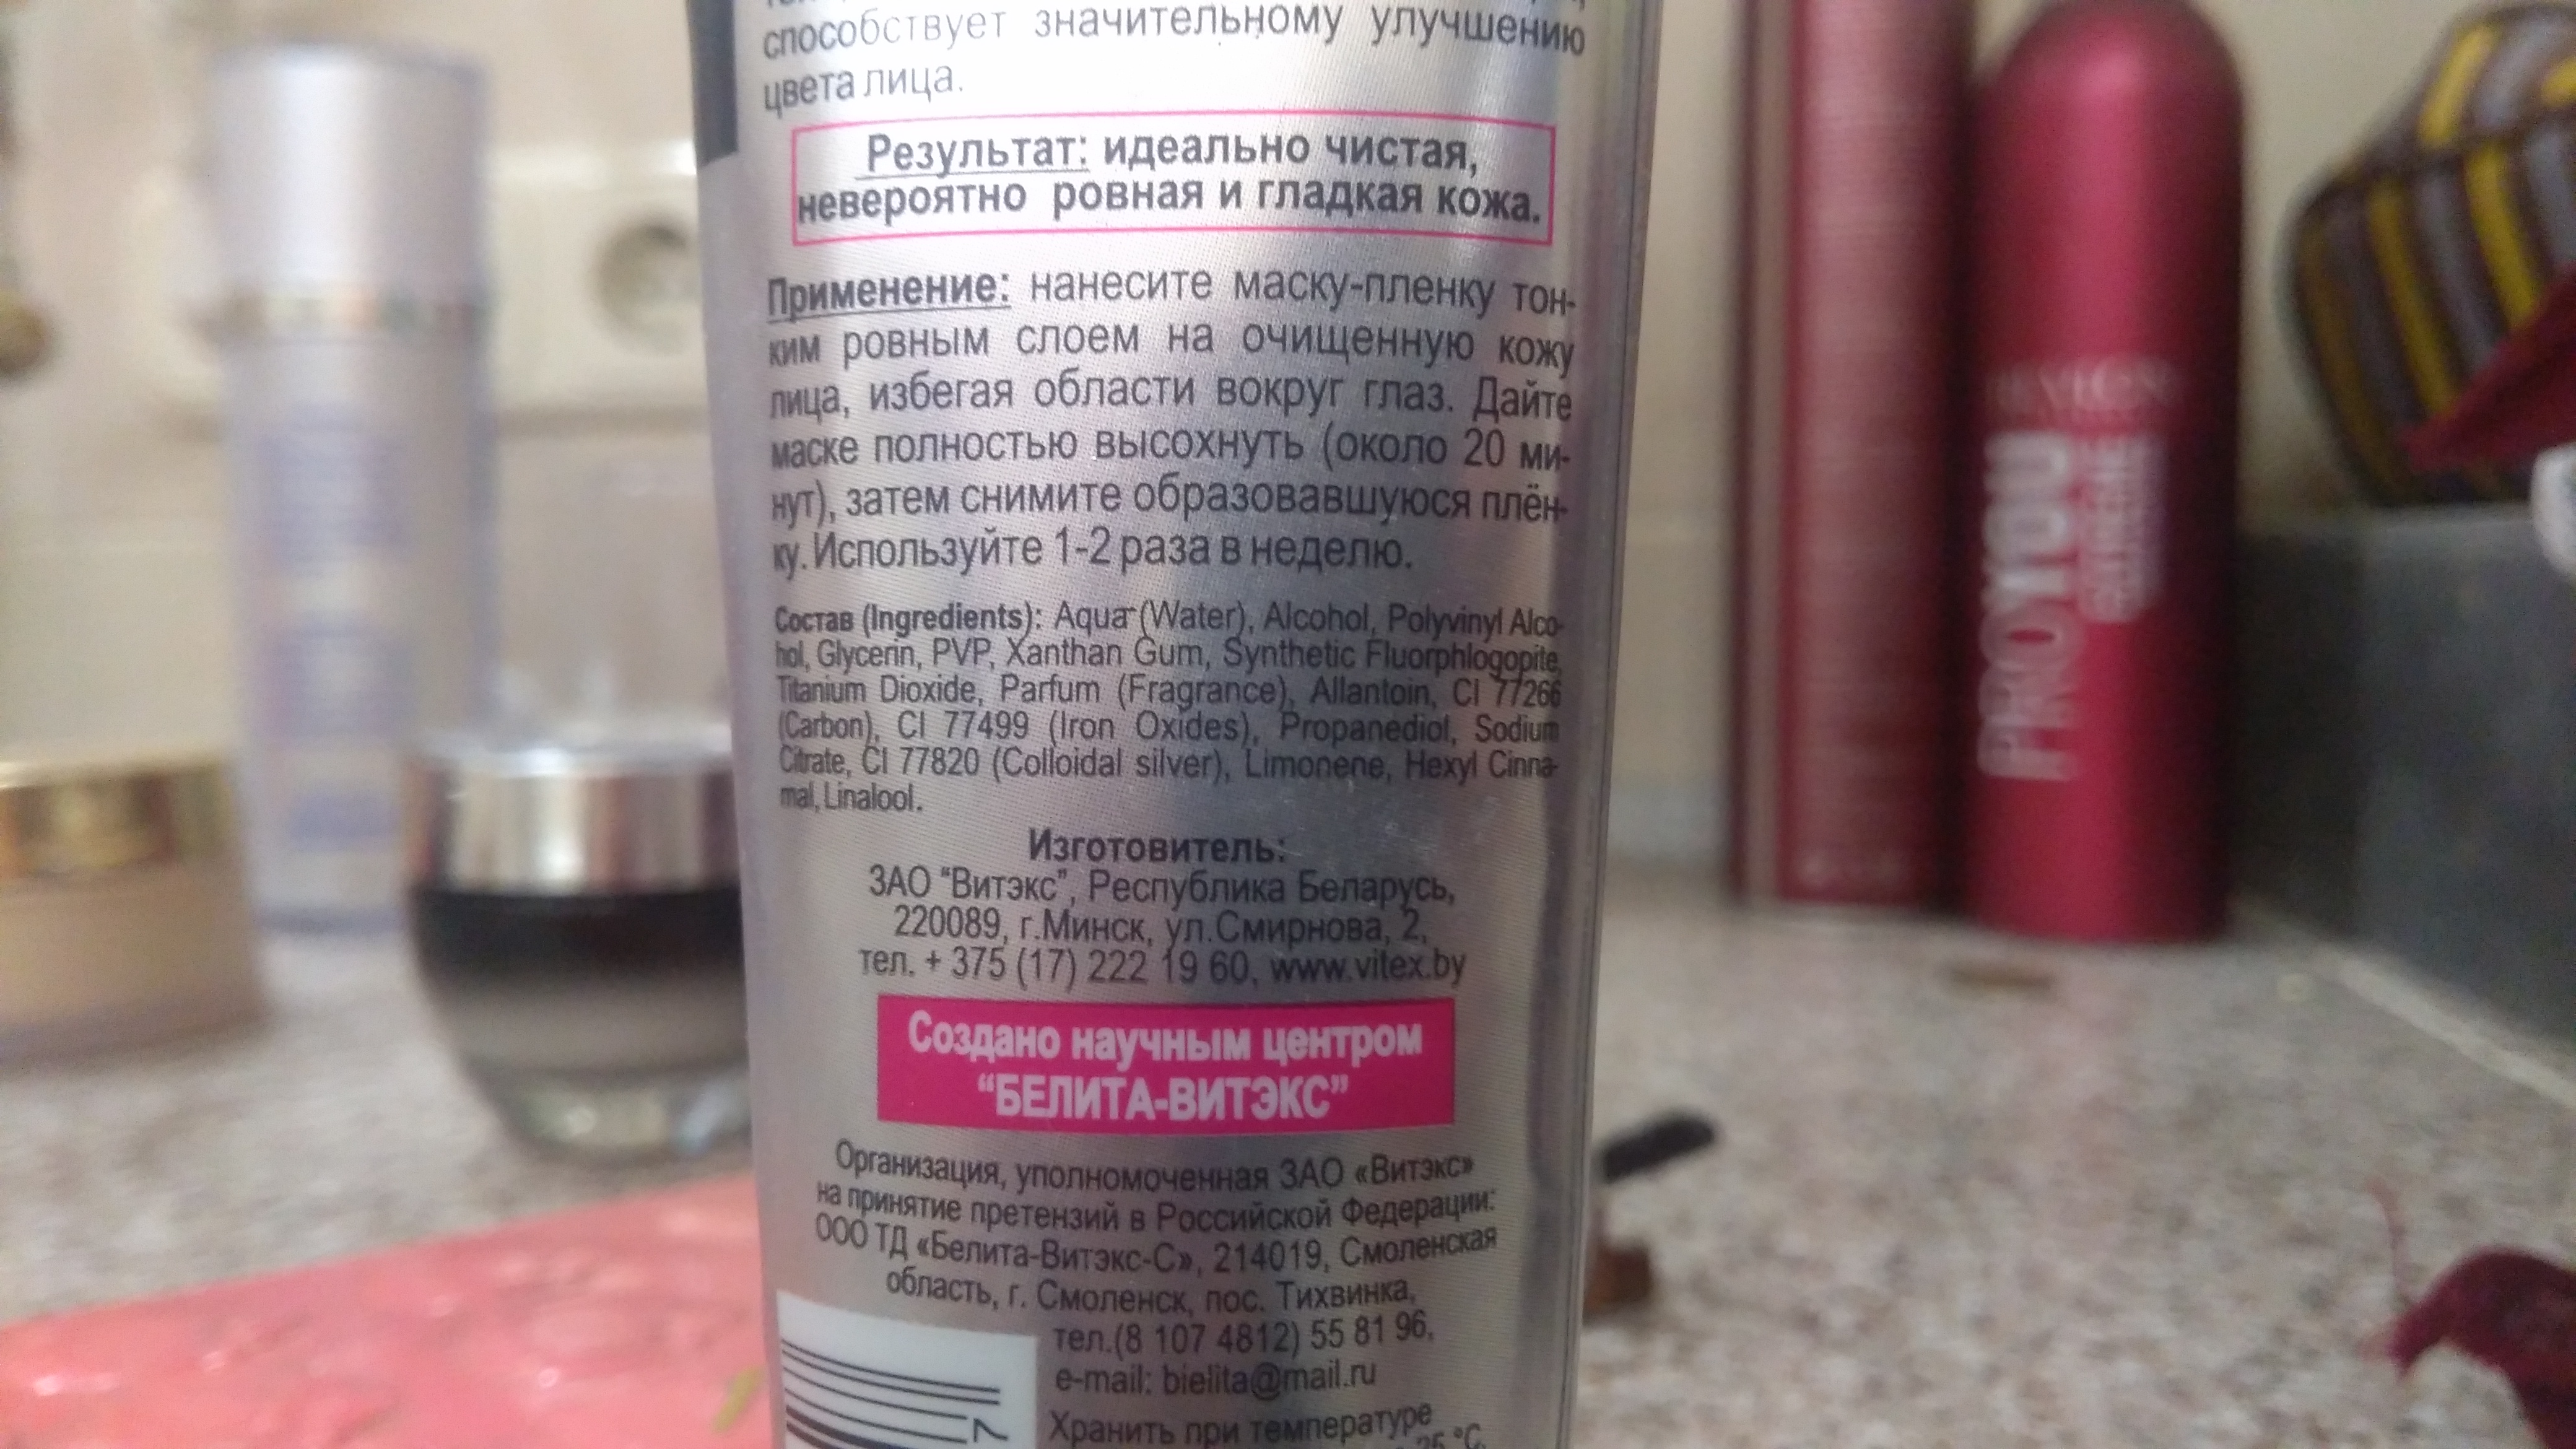 способствует значительному улучшению
цвета лица.
Результат: идеально чистая,
невероятно ровная и гладкая кожа.
Применение: нанесите маску-пленку тон-
ким ровным слоем на очищенную кожу
лица, избегая области вокруг глаз. Дайте
маске полностью высохнуть (около 20 ми-
нут), затем снимите образовавшуюся плён-
ку. Используйте 1-2 раза в неделю.
Состав (Ingredients): Aqua (Water), Alcohol, Polyvinyl Alco-
hol, Glycerin, PVP, Xanthan Gum, Synthetic Fluorphlogopite,
Titanium Dioxide, Parfum (Fragrance), Allantoin, CI 77266
(Carbon), CI 77499 (Iron Oxides), Propanediol, Sodium
Citrate, CI 77820 (Colloidal silver), Limonene, Hexyl Cinna-
mal, Linalool.
Изготовитель:
ЗАО "Витэкс", Республика Беларусь,
220089, г.Минск, ул.Смирнова, 2,
тел. + 375 (17) 222 19 60, www.vitex.by
Создано научным центром
“БЕЛИТА-ВИТЭКС”
Организация, уполномоченная ЗАО «Витэкс»
на принятие претензий в Российской Федерации:
ООО ТД «Белита-Витэкс-С», 214019, Смоленская
область, г. Смоленск, пос. Тихвинка,
тел.(8 107 4812) 55 81 96,
e-mail: bielita@mail.ru
Хранить при температуре
25 °C,
7
REVLON
PROYOU
EXTREME